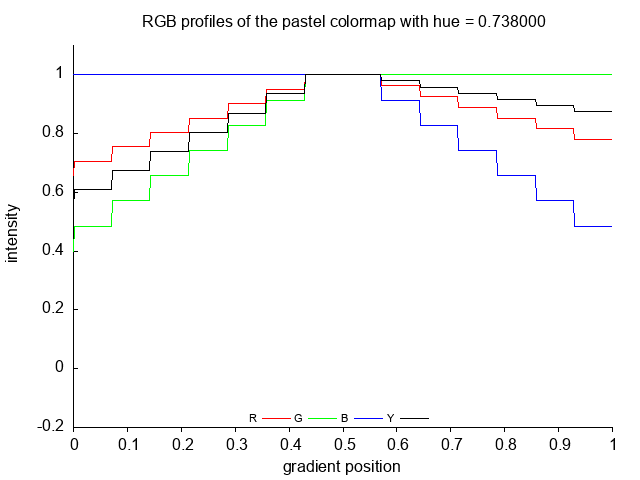 RGB profiles of the pastel colormap with hue = 0.738000
1
0.8
0.6
0.4
0.2
0
-0.2
intensity
R G B Y
0 0.1 0.2 0.3 0.4 0.5 0.6 0.7 0.8 0.9 1
gradient position